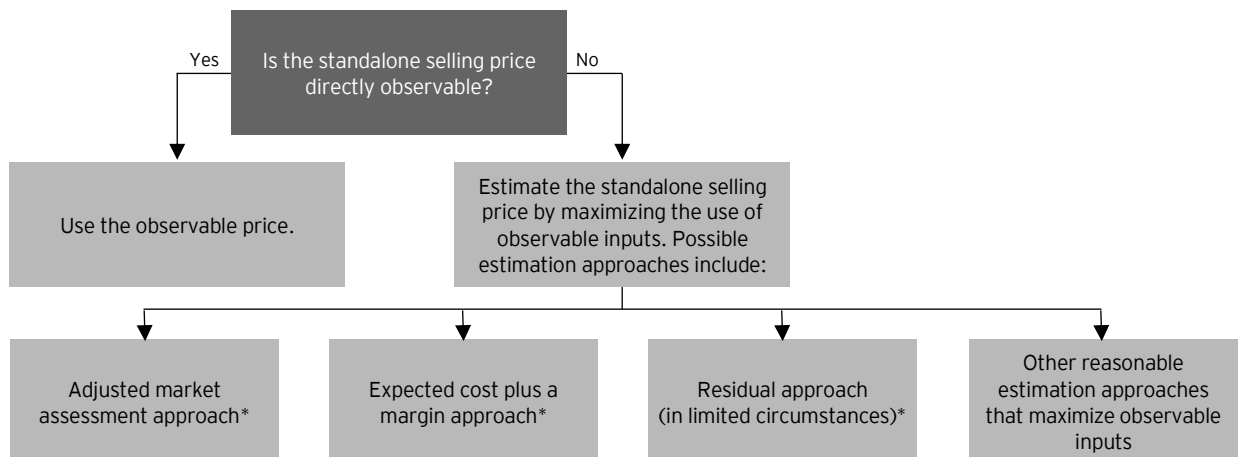 Is the standalone selling price
directly observable?
Yes
No
Use the observable price.
Estimate the standalone selling
price by maximizing the use of
observable inputs. Possible
estimation approaches include:
Adjusted market
assessment approach*
Expected cost plus a
margin approach*
Residual approach
(in limited circumstances)*
Other reasonable
estimation approaches
that maximize observable
inputs